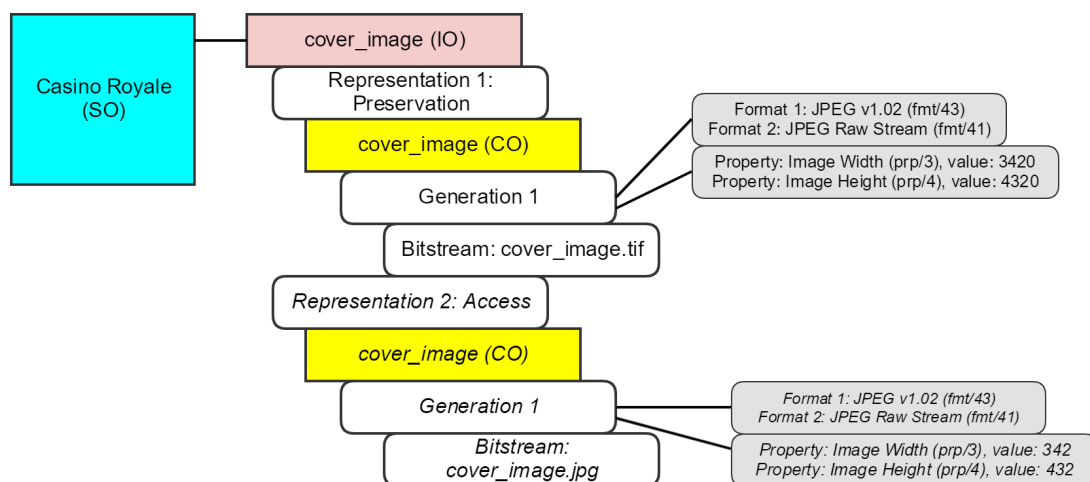 Casino Royale
(SO)
cover_image (IO)
Representation 1:
Preservation
cover_image (CO)
Generation 1
Format 1: JPEG v1.02 (fmt/43)
Format 2: JPEG Raw Stream (fmt/41)
Property: Image Width (prp/3), value: 3420
Property: Image Height (prp/4), value: 4320
Bitstream: cover_image.tif
Representation 2: Access
cover_image (CO)
Generation 1
Format 1: JPEG v1.02 (fmt/43)
Format 2: JPEG Raw Stream (fmt/41)
Property: Image Width (prp/3), value: 342
Property: Image Height (prp/4), value: 432
Bitstream:
cover_image.jpg